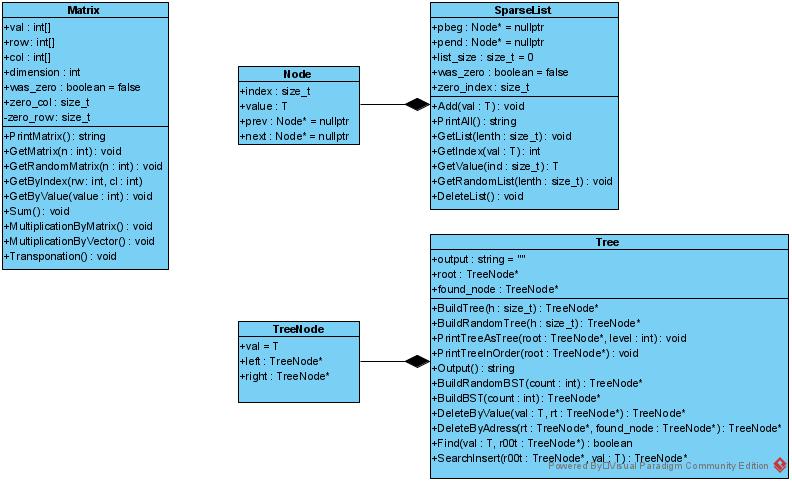 Matrix
+val : int[]
+row: int[]
+col : int[]
+dimension : int
+was_zero : boolean = false
+zero_col : size_t
-zero_row: size_t
+PrintMatrix() : string
+GetMatrix(n : int) : void
+GetRandomMatrix(n : int) : void
+GetByIndex(rw: int, cl : int)
+GetByValue(value : int) : void
+Sum() : void
+MultiplicationByMatrix() : void
+MultiplicationByVector() : void
+Transponation() : void
Node
+index : size_t
+value : T
+prev : Node* = nullptr
+next : Node* = nullptr
SparseList
+pbeg : Node* = nullptr
+pend : Node* = nullptr
+list_size : size_t = 0
+was_zero : boolean = false
+zero_index : size_t
+Add(val : T) : void
+PrintAll() : string
+GetList(lenth : size_t) : void
+GetIndex(val : T) : int
+GetValue(ind : size_t) : T
+GetRandomList(lenth : size_t) : void
+DeleteList() : void
TreeNode
+val = T
+left : TreeNode*
+right : TreeNode*
Tree
+output : string = ""
+root : TreeNode*
+found_node : TreeNode*
+BuildTree(h : size_t) : TreeNode*
+BuildRandomTree(h : size_t) : TreeNode*
+PrintTreeAsTree(root : TreeNode*, level : int) : void
+PrintTreeInOrder(root : TreeNode*) : void
+Output() : string
+BuildRandomBST(count : int) : TreeNode*
+BuildBST(count : int) : TreeNode*
+DeleteByValue(val : T, rt : TreeNode*) : TreeNode*
+DeleteByAdress(rt : TreeNode*, found_node : TreeNode*) : TreeNode*
+Find(val : T, r00t : TreeNode*) : boolean
+SearchInsert(r00t : TreeNode*, val : T) : TreeNode*
Powered By Visual Paradigm Community Edition